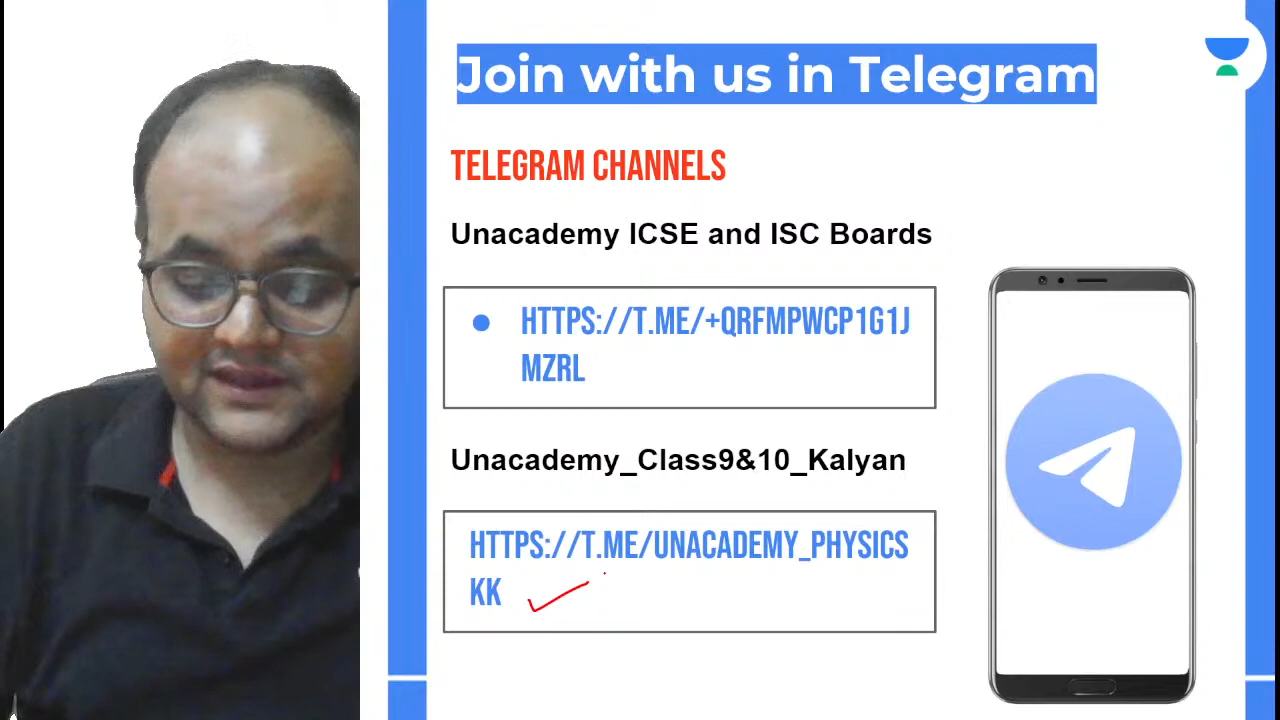 Join with us in Telegram
TELEGRAM CHANNELS
Unacademy ICSE and ISC Boards
HTTPS://T.ME/+QRFMPWCP1G1J
MZRL
Unacademy_Class9&10_Kalyan
HTTPS://T.ME/UNACADEMY_PHYSICS
KK